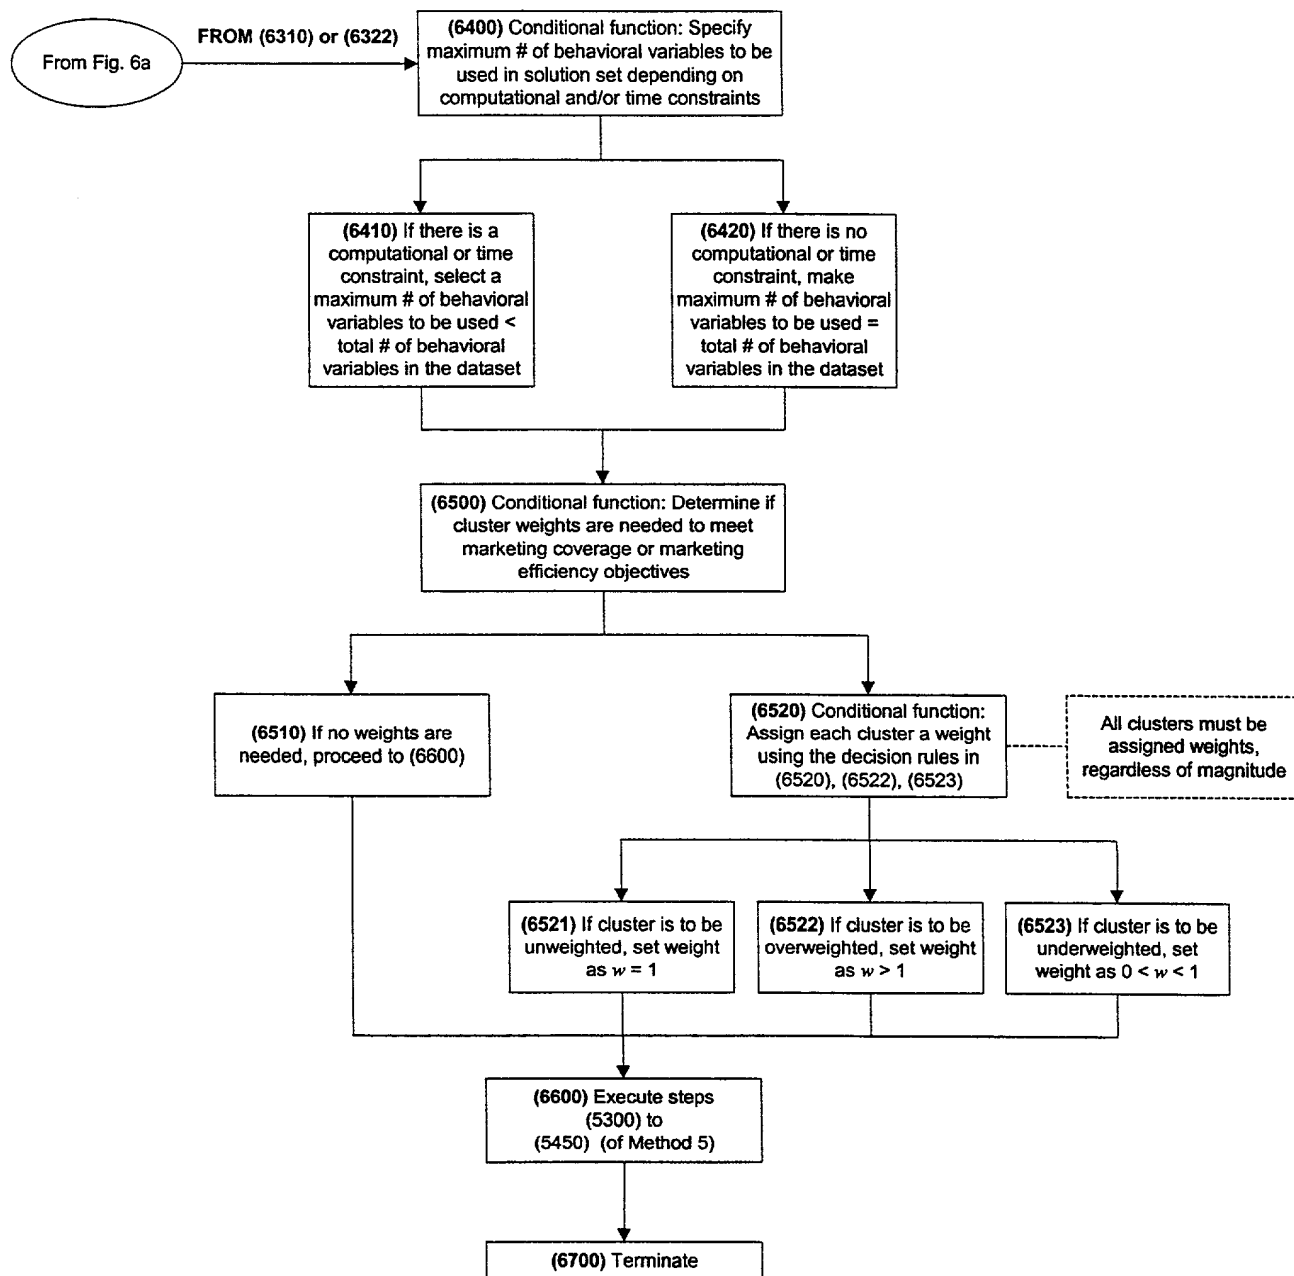 From Fig. 6a
FROM (6310) or (6322)
(6400) Conditional function: Specify
maximum # of behavioral variables to be
used in solution set depending on
computational and/or time constraints
(6410) If there is a
computational or time
constraint, select a
maximum # of behavioral
variables to be used <
total # of behavioral
variables in the dataset
(6420) If there is no
computational or time
constraint, make
maximum # of behavioral
variables to be used =
total # of behavioral
variables in the dataset
(6500) Conditional function: Determine if
cluster weights are needed to meet
marketing coverage or marketing
efficiency objectives
(6510) If no weights are
needed, proceed to (6600)
(6520) Conditional function:
Assign each cluster a weight
using the decision rules in
(6520), (6522), (6523)
All clusters must be
assigned weights,
regardless of magnitude
(6521) If cluster is to be
unweighted, set weight
as w = 1
(6522) If cluster is to be
overweighted, set weight
as w > 1
(6523) If cluster is to be
underweighted, set
weight as 0 < w < 1
(6600) Execute steps
(5300) to
(5450) (of Method 5)
(6700) Terminate